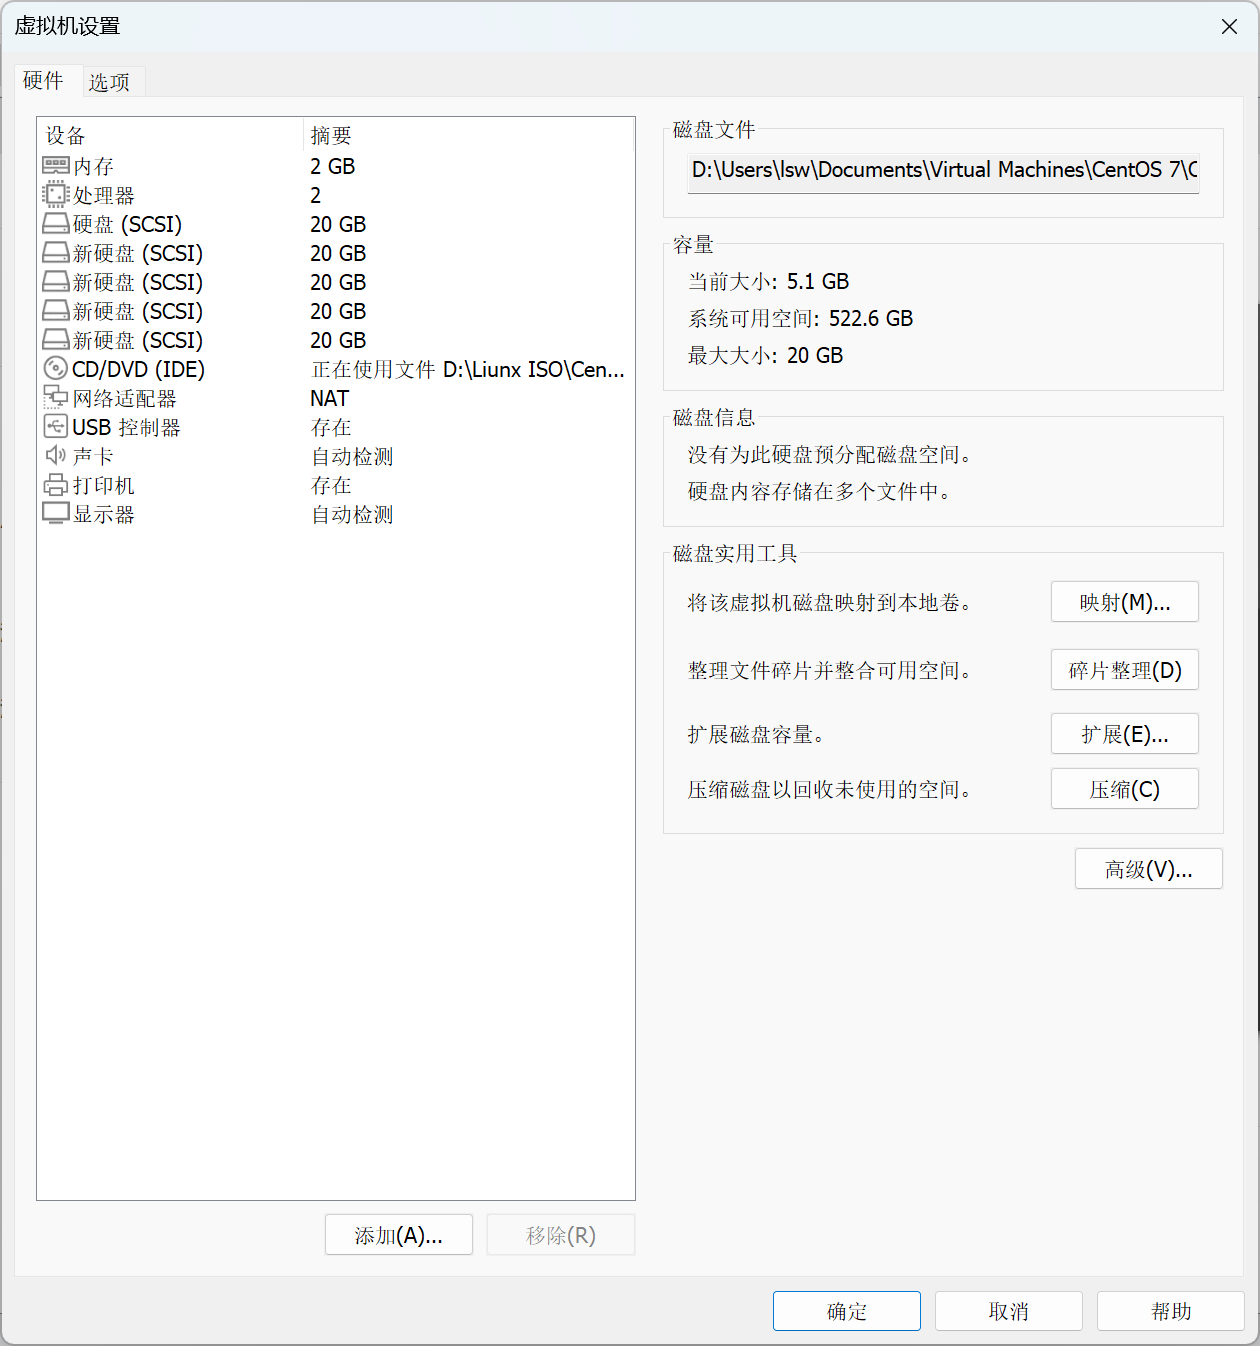 虚拟机设置
硬件 选项
设备 摘要
内存 2 GB
处理器 2
硬盘 (SCSI) 20 GB
新硬盘 (SCSI) 20 GB
新硬盘 (SCSI) 20 GB
新硬盘 (SCSI) 20 GB
新硬盘 (SCSI) 20 GB
CD/DVD (IDE) 正在使用文件 D:\Liunx ISO\Cen...
网络适配器 NAT
USB 控制器 存在
声卡 自动检测
打印机 存在
显示器 自动检测
添加(A)... 移除(R)
磁盘文件
D:\Users\lsw\Documents\Virtual Machines\CentOS 7\C
容量
当前大小: 5.1 GB
系统可用空间: 522.6 GB
最大大小: 20 GB
磁盘信息
没有为此硬盘预分配磁盘空间。
硬盘内容存储在多个文件中。
磁盘实用工具
将该虚拟机磁盘映射到本地卷。 映射(M)...
整理文件碎片并整合可用空间。 碎片整理(D)
扩展磁盘容量。 扩展(E)...
压缩磁盘以回收未使用的空间。 压缩(C)
高级(V)...
确定 取消 帮助